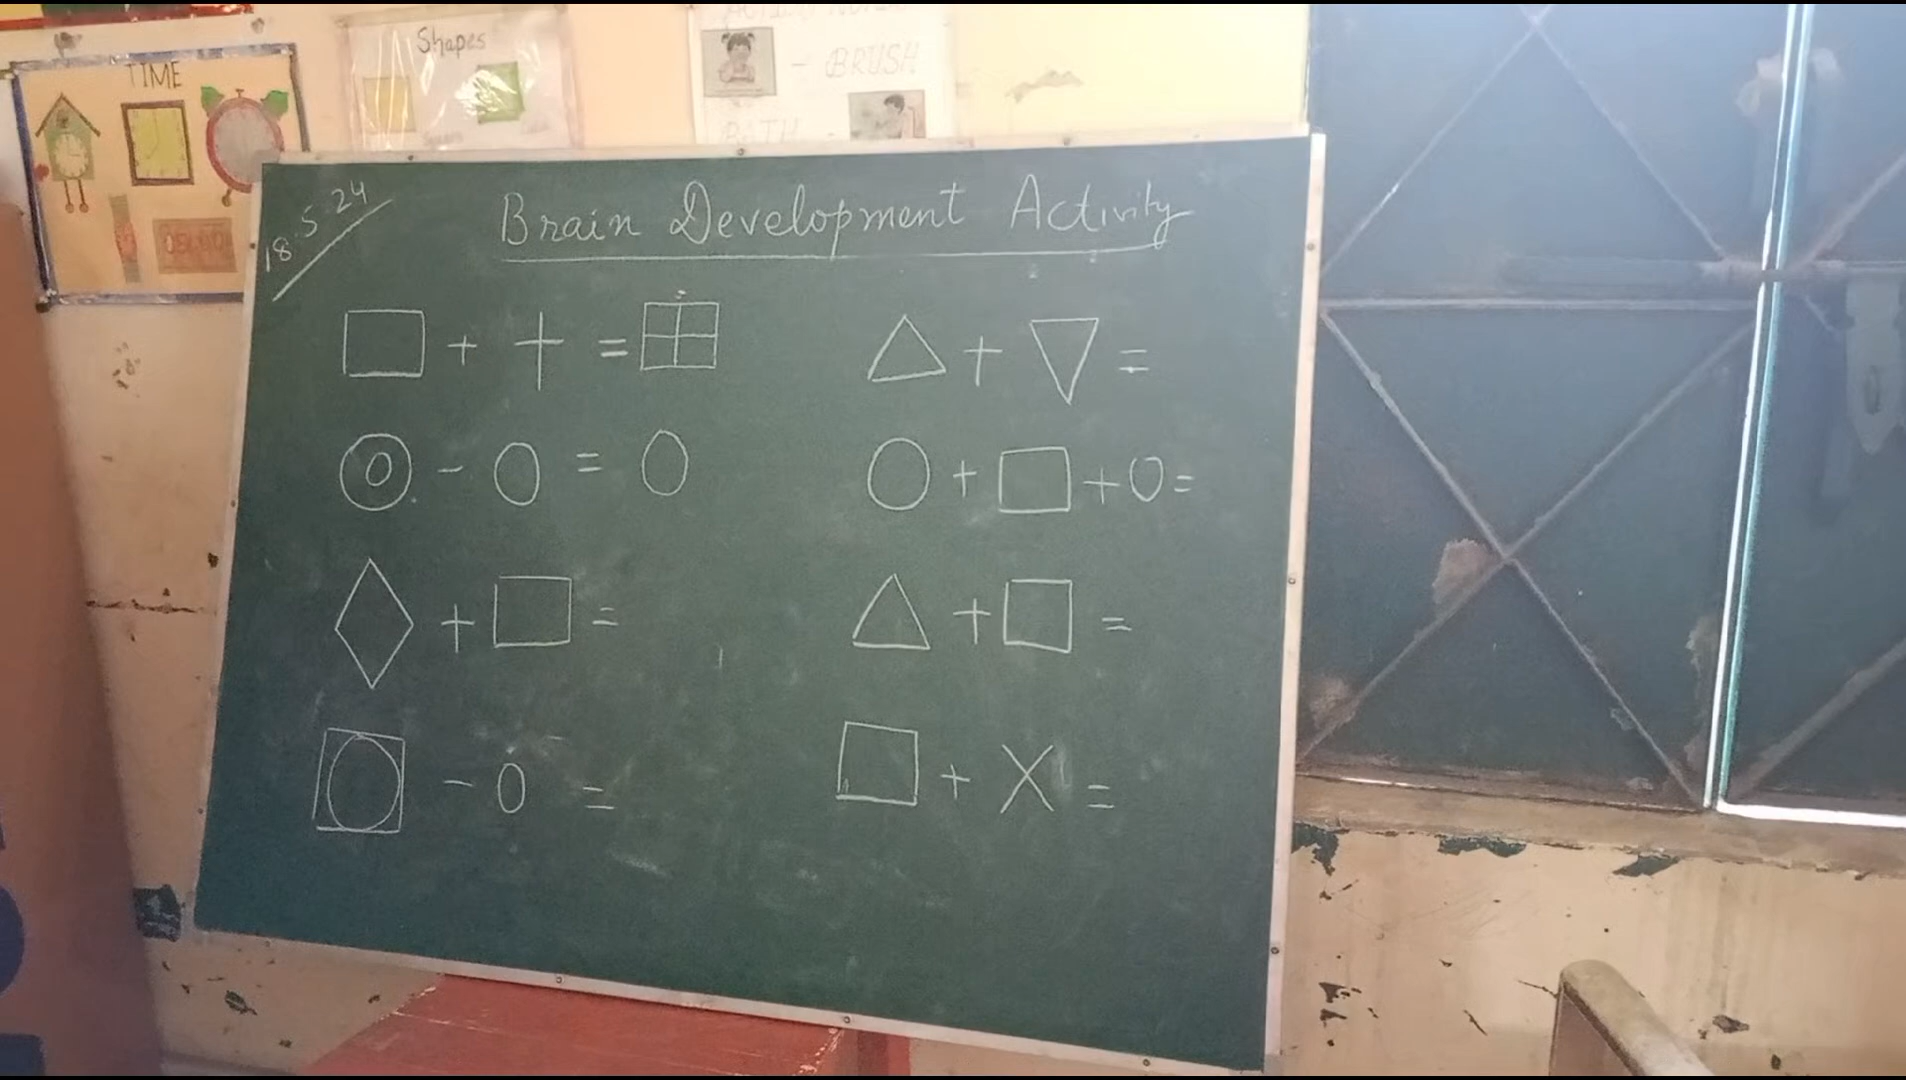 TIME
Shapes
- BRUSH
BATH -
18.5.24
Brain Development Activity
+ + =
+ =
- = 
+ + =
+ =
+ =
- =
+ X =